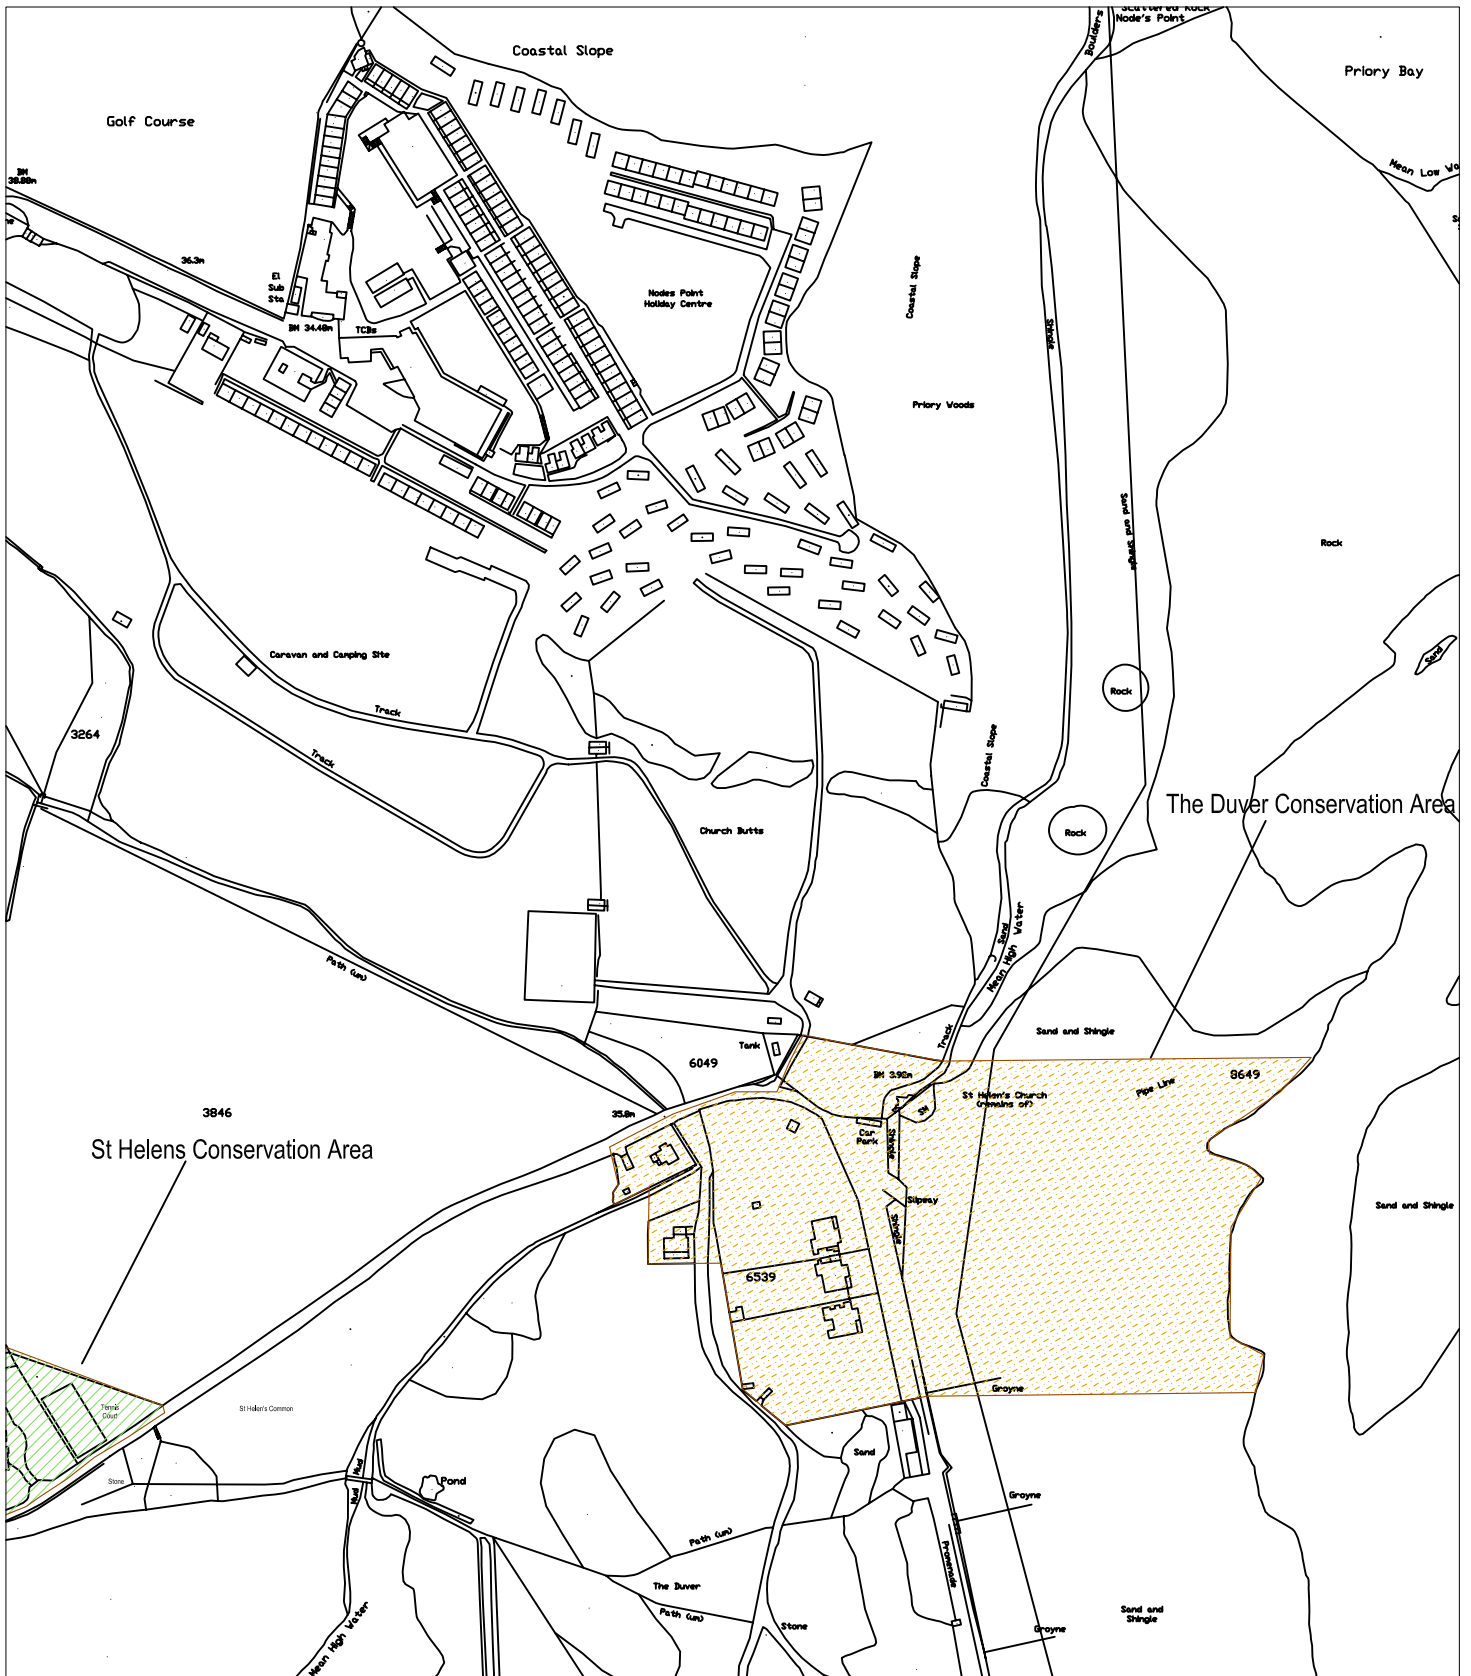 Scattered Rock
Node's Point
Boulders
Coastal Slope
Priory Bay
Golf Course
BM
38.88m
36.3m
El
Sub
Sta
BM 34.48m
TCBs
Nodes Point
Holiday Centre
Coastal Slope
Shingle
Priory Woods
Sand and Shingle
Rock
Mean Low Wa
Caravan and Camping Site
Sand
Rock
Track
3264
Track
Coastal Slope
The Duver Conservation Area
Church Butts
Rock
Sand
Mean High Water
Path (um)
Track
Sand and Shingle
Tank
6049
BM 3.92m
8649
Pipe Line
St Helen's Church
(remains of)
3846
35.8m
SM
Car
Park
Shingle
St Helens Conservation Area
Slipway
Sand and Shingle
Shingle
6539
Groyne
Tennis
Court
St Helen's Common
Sand
Stone
Mud
Mud
Pond
Groyne
Path (um)
Promenade
The Duver
Path (um)
Stone
Sand and
Shingle
Groyne
Mean High Water